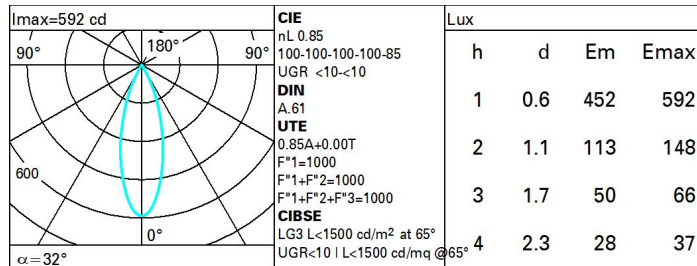 Imax=592 cd
90°
180°
90°
600
0°
α=32°
CIE
nL 0.85
100-100-100-100-85
UGR <10-<10
DIN
A.61
UTE
0.85A+0.00T
F"1=1000
F"1+F"2=1000
F"1+F"2+F"3=1000
CIBSE
LG3 L<1500 cd/m² at 65°
UGR<10 | L<1500 cd/mq @65°
Lux
h d Em Emax
1 0.6 452 592
2 1.1 113 148
3 1.7 50 66
4 2.3 28 37